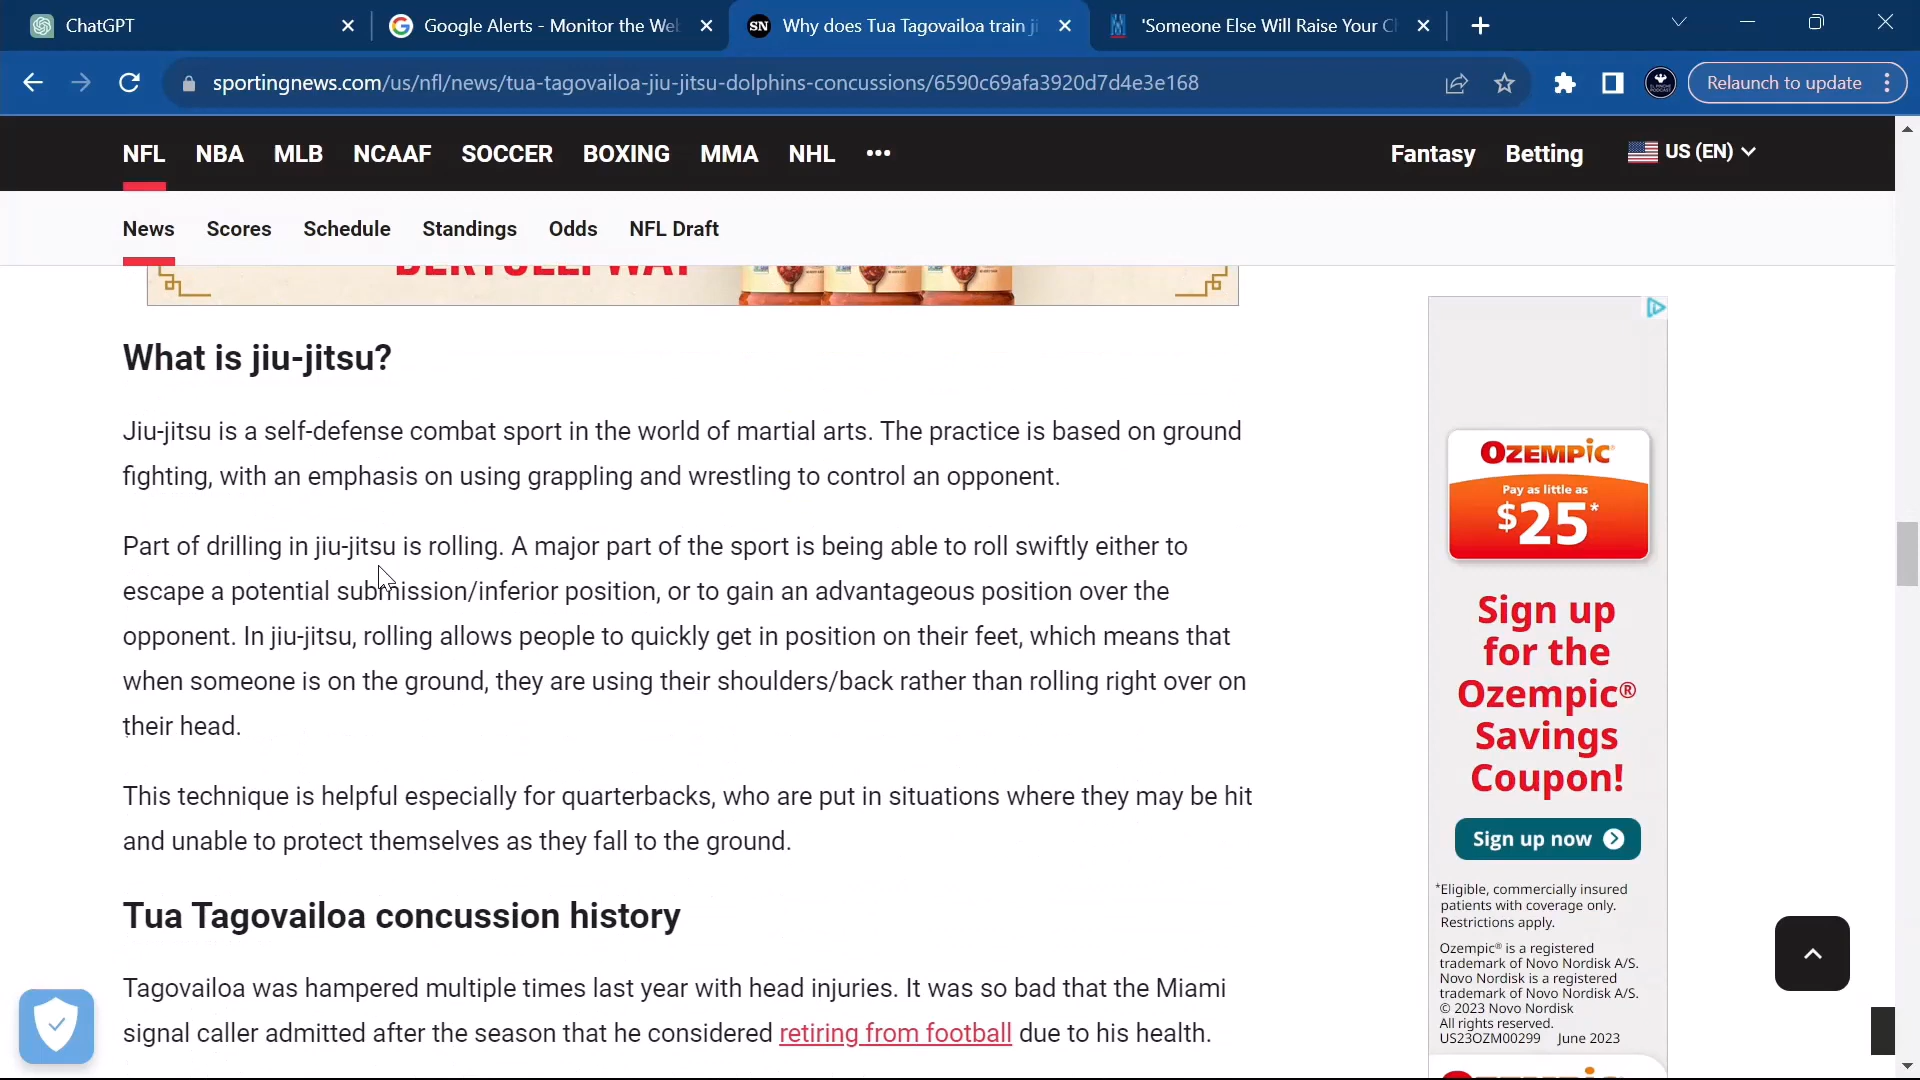 ChatGPT
Google Alerts - Monitor the We
SN Why does Tua Tagovailoa train ji
'Someone Else Will Raise Your C
sportingnews.com/us/nfl/news/tua-tagovailoa-jiu-jitsu-dolphins-concussions/6590c69afa3920d7d4e3e168
Relaunch to update
NFL NBA MLB NCAAF SOCCER BOXING MMA NHL •••
Fantasy Betting US (EN)
News Scores Schedule Standings Odds NFL Draft
What is jiu-jitsu?
Jiu-jitsu is a self-defense combat sport in the world of martial arts. The practice is based on ground
fighting, with an emphasis on using grappling and wrestling to control an opponent.
Part of drilling in jiu-jitsu is rolling. A major part of the sport is being able to roll swiftly either to
escape a potential submission/inferior position, or to gain an advantageous position over the
opponent. In jiu-jitsu, rolling allows people to quickly get in position on their feet, which means that
when someone is on the ground, they are using their shoulders/back rather than rolling right over on
their head.
This technique is helpful especially for quarterbacks, who are put in situations where they may be hit
and unable to protect themselves as they fall to the ground.
Tua Tagovailoa concussion history
Tagovailoa was hampered multiple times last year with head injuries. It was so bad that the Miami
signal caller admitted after the season that he considered retiring from football due to his health.
OZEMPIC
Pay as little as
$25*
Sign up
for the
Ozempic®
Savings
Coupon!
Sign up now
*Eligible, commercially insured
patients with coverage only.
Restrictions apply.
Ozempic® is a registered
trademark of Novo Nordisk A/S.
Novo Nordisk is a registered
trademark of Novo Nordisk A/S.
© 2023 Novo Nordisk
All rights reserved.
US23OZM00299 June 2023